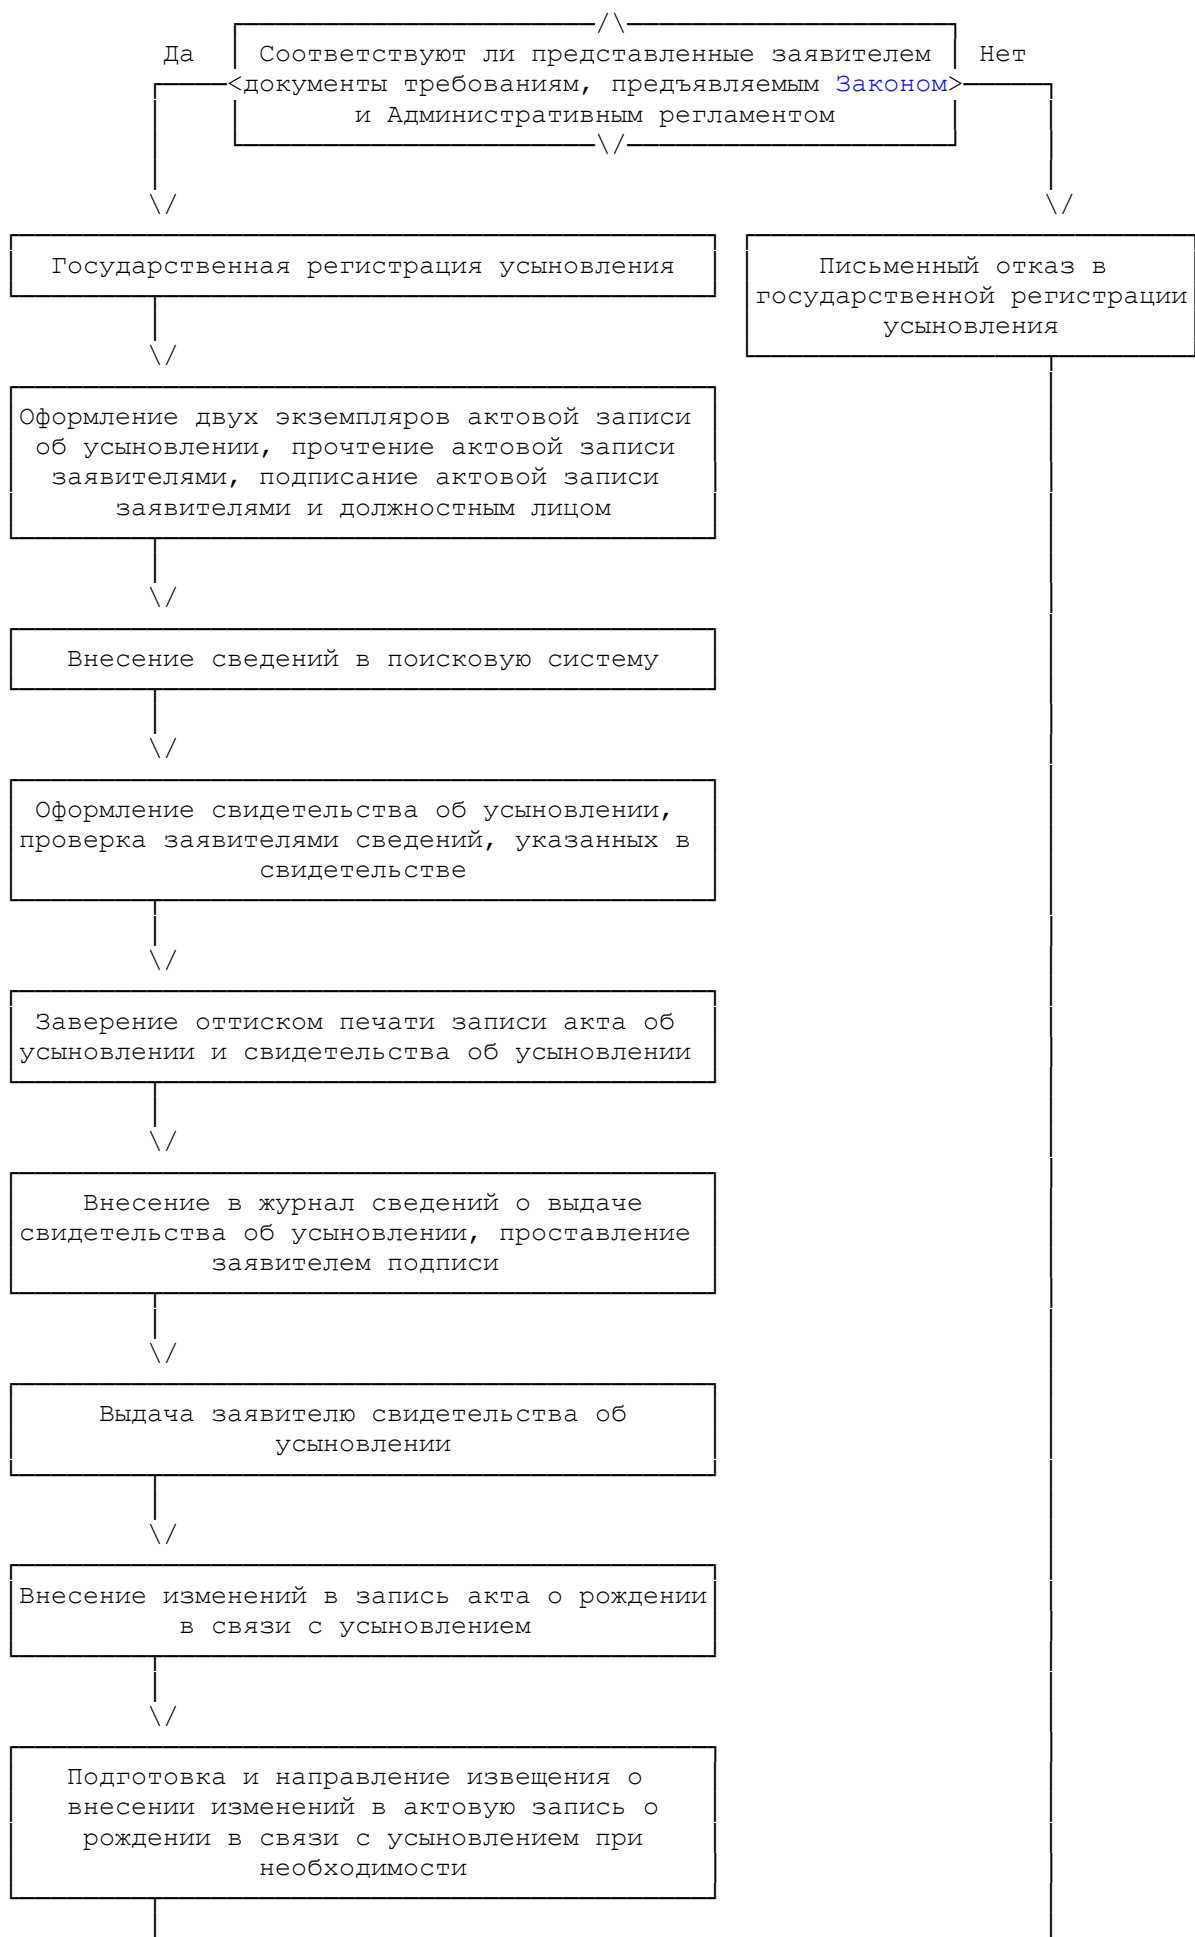 Да
Соответствуют ли представленные заявителем
Нет
документы требованиям, предъявляемым Законом
и Административным регламентом
Государственная регистрация усыновления
Письменный отказ в
государственной регистрации
усыновления
Оформление двух экземпляров актовой записи
об усыновлении, прочтение актовой записи
заявителями, подписание актовой записи
заявителями и должностным лицом
Внесение сведений в поисковую систему
Оформление свидетельства об усыновлении,
проверка заявителями сведений, указанных в
свидетельстве
Заверение оттиском печати записи акта об
усыновлении и свидетельства об усыновлении
Внесение в журнал сведений о выдаче
свидетельства об усыновлении, проставление
заявителем подписи
Выдача заявителю свидетельства об
усыновлении
Внесение изменений в запись акта о рождении
в связи с усыновлением
Подготовка и направление извещения о
внесении изменений в актовую запись о
рождении в связи с усыновлением при
необходимости